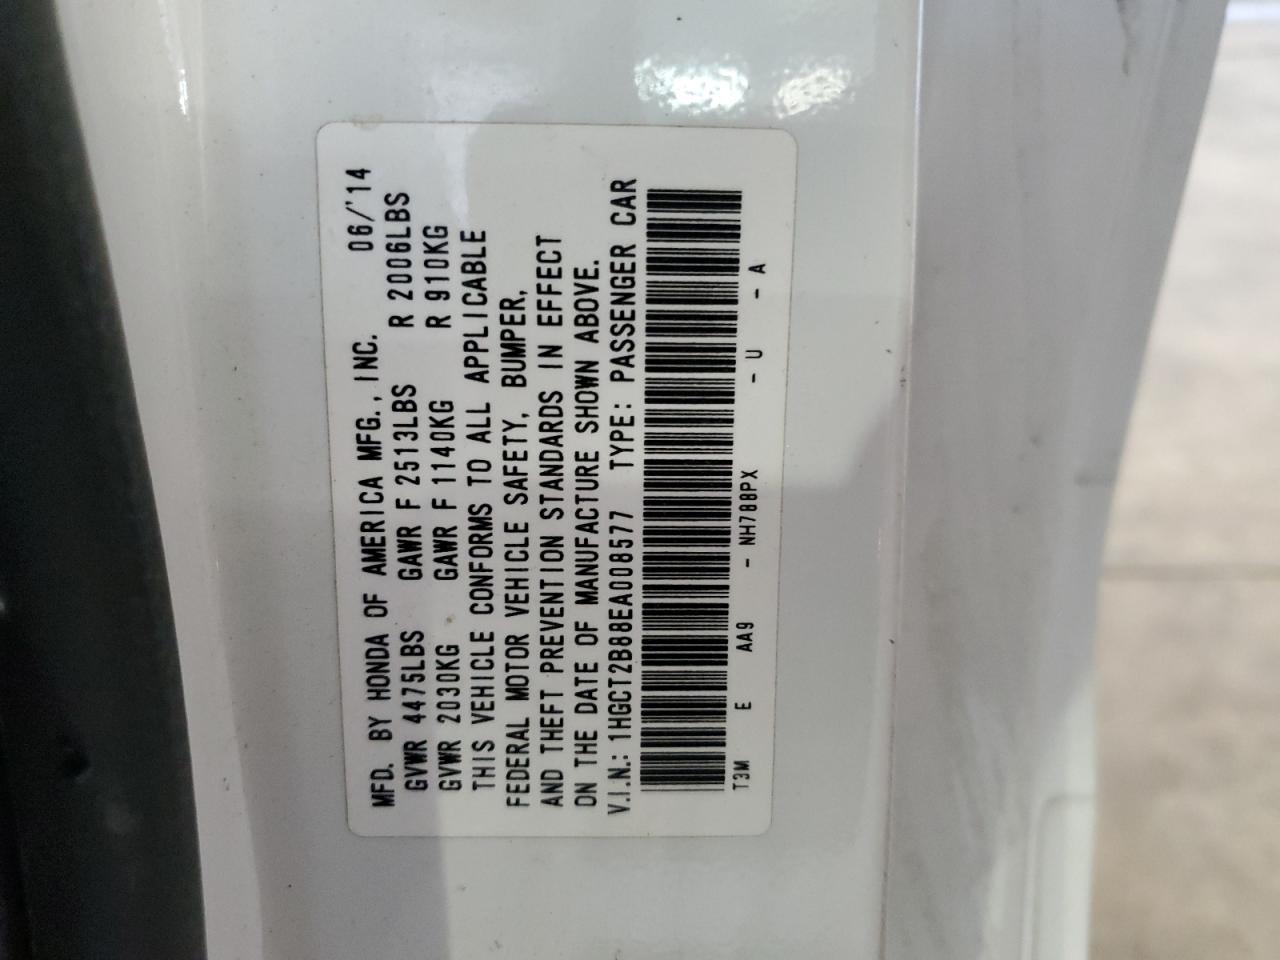 MFD. BY HONDA OF AMERICA MFG., INC. 06/'14
GVWR 4475LBS GAWR F 2513LBS R 2006LBS
GVWR 2030KG GAWR F 1140KG R 910KG
THIS VEHICLE CONFORMS TO ALL APPLICABLE
FEDERAL MOTOR VEHICLE SAFETY, BUMPER,
AND THEFT PREVENTION STANDARDS IN EFFECT
ON THE DATE OF MANUFACTURE SHOWN ABOVE.
V.I.N.: 1HGCT2B88EA008577 TYPE: PASSENGER CAR
T3M E AA9 - NH788PX - U - A